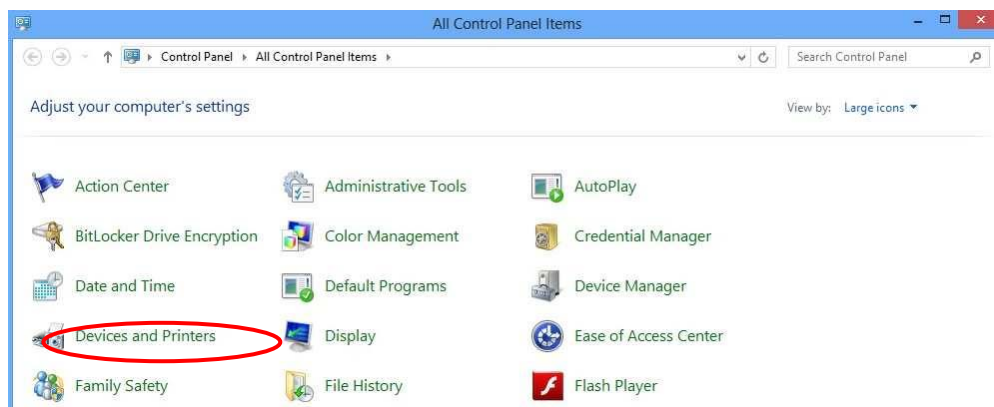 All Control Panel Items
Control Panel All Control Panel Items Search Control Panel
Adjust your computer's settings View by: Large icons
Action Center Administrative Tools AutoPlay
BitLocker Drive Encryption Color Management Credential Manager
Date and Time Default Programs Device Manager
Devices and Printers Display Ease of Access Center
Family Safety File History Flash Player